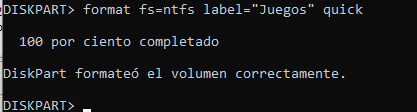 DISKPART> format fs=ntfs label="Juegos" quick
100 por ciento completado
DiskPart formateó el volumen correctamente.
DISKPART>